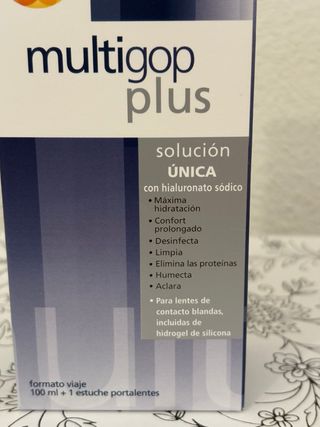 multigop
plus
solución
ÚNICA
con hialuronato sódico
• Máxima
hidratación
• Confort
prolongado
• Desinfecta
• Limpia
• Elimina las proteínas
• Humecta
• Aclara
• Para lentes de
contacto blandas,
incluidas de
hidrogel de silicona
formato viaje
100 ml + 1 estuche portalentes